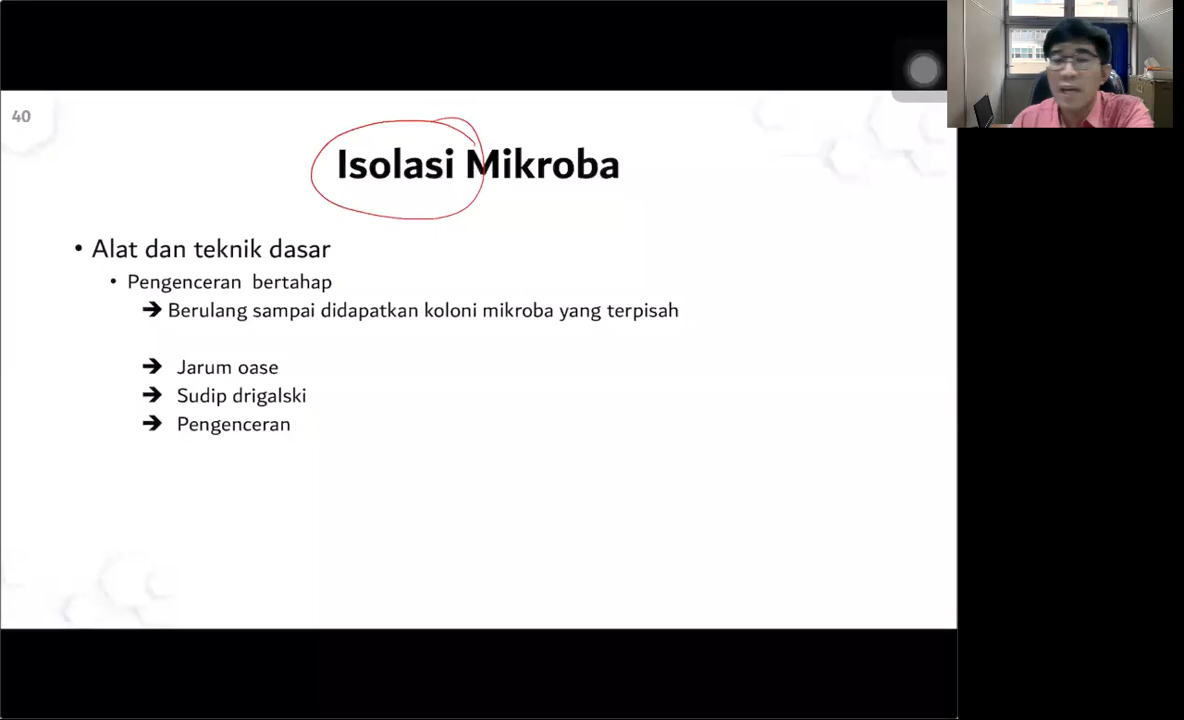 40
Isolasi Mikroba
• Alat dan teknik dasar
• Pengenceran bertahap
➔ Berulang sampai didapatkan koloni mikroba yang terpisah
➔ Jarum oase
➔ Sudip drigalski
➔ Pengenceran